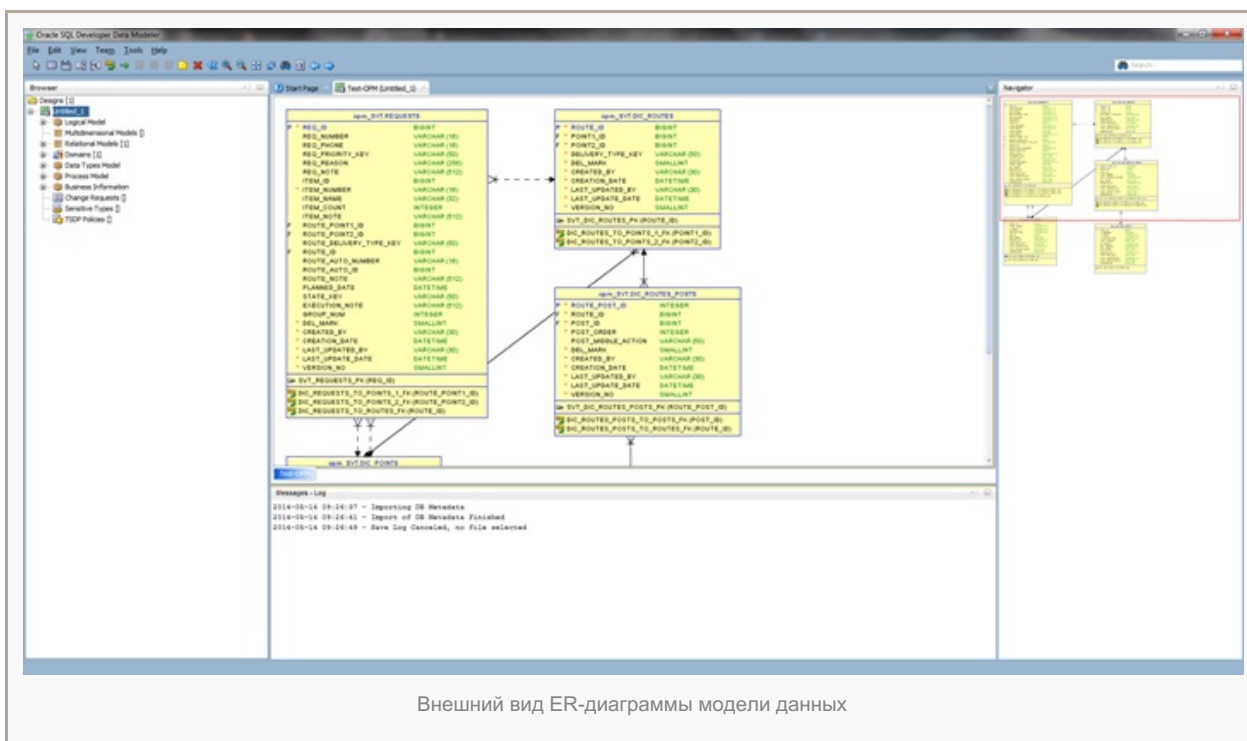 Oracle SQL Developer Data Modeler
File Edit View Team Tools Help
Search...
Browser
Designs [1]
Untitled_1
Logical Model
Multidimensional Models []
Relational Models [1]
Domains [1]
Data Types Model
Process Model
Business Information
Change Requests []
Sensitive Types []
TSDP Policies []
Start Page
Test-OPM (Untitled_1)
opm_SVT.REQUESTS
P * REQ_ID BIGINT
REQ_NUMBER VARCHAR (16)
REQ_PHONE VARCHAR (16)
REQ_PRIORITY_KEY VARCHAR (50)
REQ_REASON VARCHAR (256)
REQ_NOTE VARCHAR (512)
ITEM_ID BIGINT
* ITEM_NUMBER VARCHAR (16)
ITEM_NAME VARCHAR (32)
ITEM_COUNT INTEGER
ITEM_NOTE VARCHAR (512)
F ROUTE_POINT1_ID BIGINT
F ROUTE_POINT2_ID BIGINT
ROUTE_DELIVERY_TYPE_KEY VARCHAR (50)
F ROUTE_ID BIGINT
ROUTE_AUTO_NUMBER VARCHAR (16)
ROUTE_AUTO_ID BIGINT
ROUTE_NOTE VARCHAR (512)
PLANNED_DATE DATETIME
STATE_KEY VARCHAR (50)
EXECUTION_NOTE VARCHAR (512)
GROUP_NUM INTEGER
* DEL_MARK SMALLINT
* CREATED_BY VARCHAR (30)
* CREATION_DATE DATETIME
* LAST_UPDATED_BY VARCHAR (30)
* LAST_UPDATE_DATE DATETIME
* VERSION_NO SMALLINT
SVT_REQUESTS_PK (REQ_ID)
DIC_REQUESTS_TO_POINTS_1_FK (ROUTE_POINT1_ID)
DIC_REQUESTS_TO_POINTS_2_FK (ROUTE_POINT2_ID)
DIC_REQUESTS_TO_ROUTES_FK (ROUTE_ID)
opm_SVT.DIC_ROUTES
P * ROUTE_ID BIGINT
F * POINT1_ID BIGINT
F * POINT2_ID BIGINT
* DELIVERY_TYPE_KEY VARCHAR (50)
* DEL_MARK SMALLINT
* CREATED_BY VARCHAR (30)
* CREATION_DATE DATETIME
* LAST_UPDATED_BY VARCHAR (30)
* LAST_UPDATE_DATE DATETIME
* VERSION_NO SMALLINT
SVT_DIC_ROUTES_PK (ROUTE_ID)
DIC_ROUTES_TO_POINTS_1_FK (POINT1_ID)
DIC_ROUTES_TO_POINTS_2_FK (POINT2_ID)
opm_SVT.DIC_ROUTES_POSTS
P * ROUTE_POST_ID INTEGER
F * ROUTE_ID BIGINT
F * POST_ID BIGINT
* POST_ORDER INTEGER
POST_MIDDLE_ACTION VARCHAR (50)
* DEL_MARK SMALLINT
* CREATED_BY VARCHAR (30)
* CREATION_DATE DATETIME
* LAST_UPDATED_BY VARCHAR (30)
* LAST_UPDATE_DATE DATETIME
* VERSION_NO SMALLINT
SVT_DIC_ROUTES_POSTS_PK (ROUTE_POST_ID)
DIC_ROUTES_POSTS_TO_POSTS_FK (POST_ID)
DIC_ROUTES_POSTS_TO_ROUTES_FK (ROUTE_ID)
opm_SVT.DIC_POINTS
Test-OPM
Navigator
Messages - Log
2014-05-14 09:26:37 - Importing DB Metadata
2014-05-14 09:26:41 - Import of DB Metadata Finished
2014-05-14 09:26:49 - Save Log Canceled, no file selected
Внешний вид ER-диаграммы модели данных